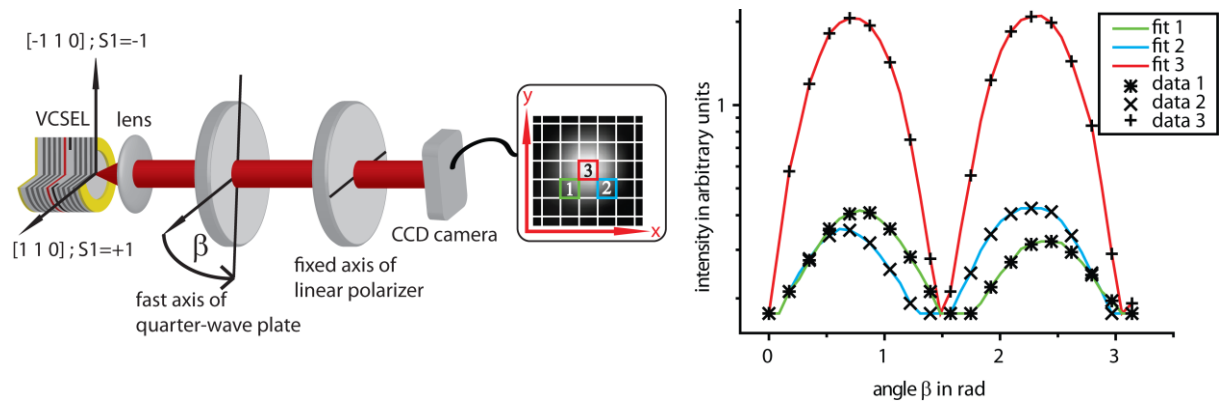 [-1 1 0] ; S1=-1
VCSEL
lens
[1 1 0] ; S1=+1
β
fast axis of
quarter-wave plate
fixed axis of
linear polarizer
CCD camera
y
3
1 2
x
intensity in arbitrary units
1
0 1 2 3
angle β in rad
fit 1
fit 2
fit 3
data 1
data 2
data 3